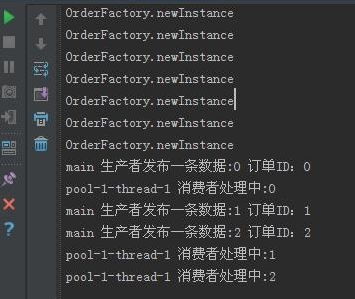 OrderFactory.newInstance
OrderFactory.newInstance
OrderFactory.newInstance
OrderFactory.newInstance
OrderFactory.newInstance
OrderFactory.newInstance
OrderFactory.newInstance
main 生产者发布一条数据:0 订单ID：0
pool-1-thread-1 消费者处理中:0
main 生产者发布一条数据:1 订单ID：1
main 生产者发布一条数据:2 订单ID：2
pool-1-thread-1 消费者处理中:1
pool-1-thread-1 消费者处理中:2